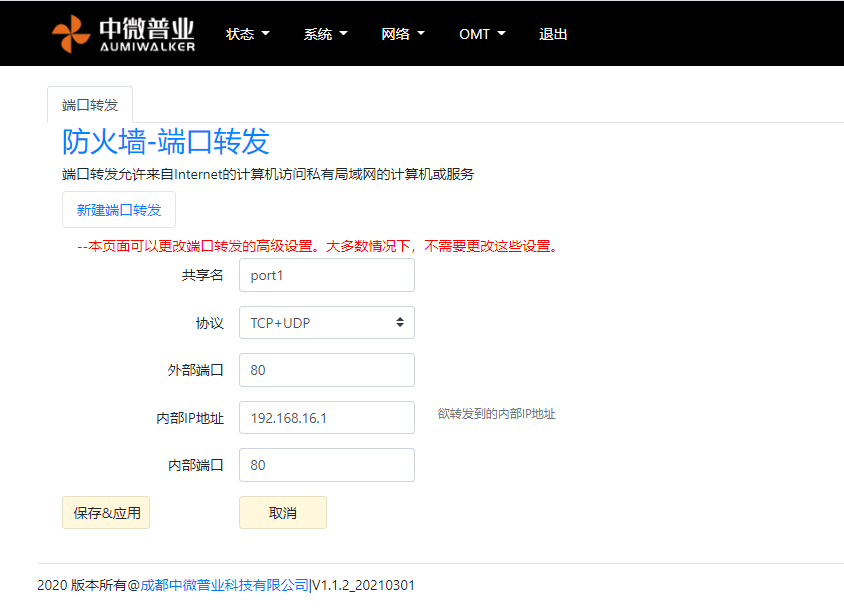 中微普业
AUMIWALKER
状态 系统 网络 OMT 退出
端口转发
防火墙-端口转发
端口转发允许来自Internet的计算机访问私有局域网的计算机或服务
新建端口转发
--本页面可以更改端口转发的高级设置。大多数情况下，不需要更改这些设置。
共享名 port1
协议 TCP+UDP
外部端口 80
内部IP地址 192.168.16.1 欲转发到的内部IP地址
内部端口 80
保存&应用 取消
2020 版本所有@成都中微普业科技有限公司|V1.1.2_20210301